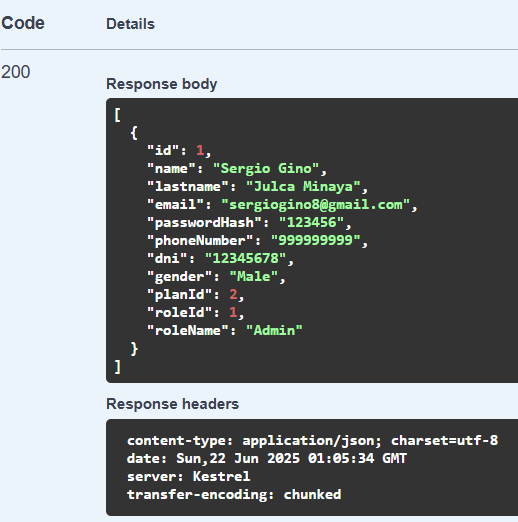 Code Details
200
Response body
[
  {
    "id": 1,
    "name": "Sergio Gino",
    "lastname": "Julca Minaya",
    "email": "sergiogino8@gmail.com",
    "passwordHash": "123456",
    "phoneNumber": "999999999",
    "dni": "12345678",
    "gender": "Male",
    "planId": 2,
    "roleId": 1,
    "roleName": "Admin"
  }
]
Response headers
content-type: application/json; charset=utf-8
date: Sun,22 Jun 2025 01:05:34 GMT
server: Kestrel
transfer-encoding: chunked